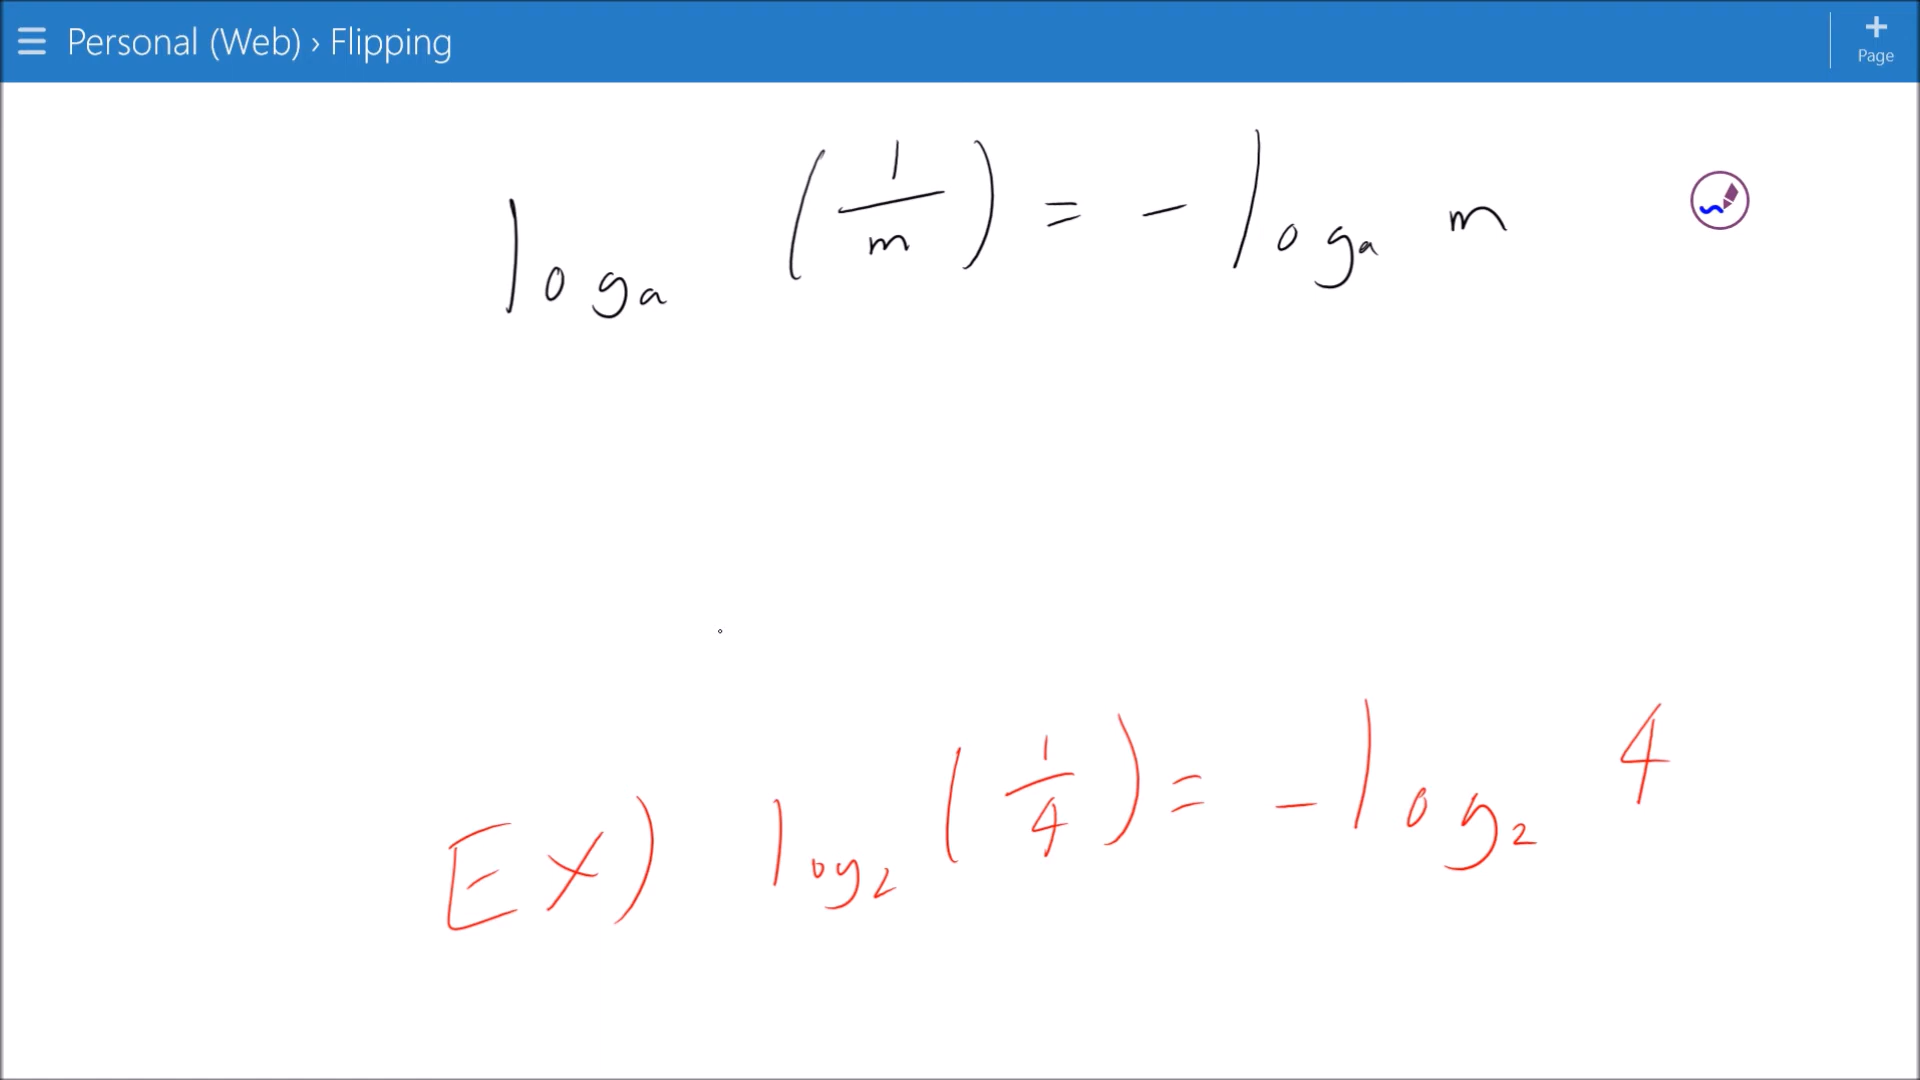 Personal (Web) › Flipping
+ Page
logₐ (1/m) = - logₐ m
Ex) log₂ (1/4) = - log₂ 4